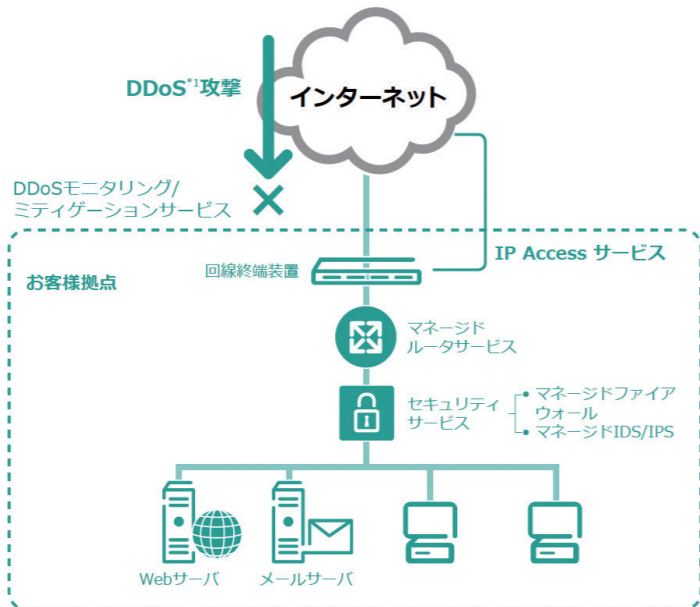 DDoS*1攻撃
インターネット
DDoSモニタリング/
ミティゲーションサービス
IP Access サービス
お客様拠点
回線終端装置
マネージド
ルータサービス
セキュリティ
サービス
• マネージドファイア
ウォール
• マネージドIDS/IPS
Webサーバ
メールサーバ